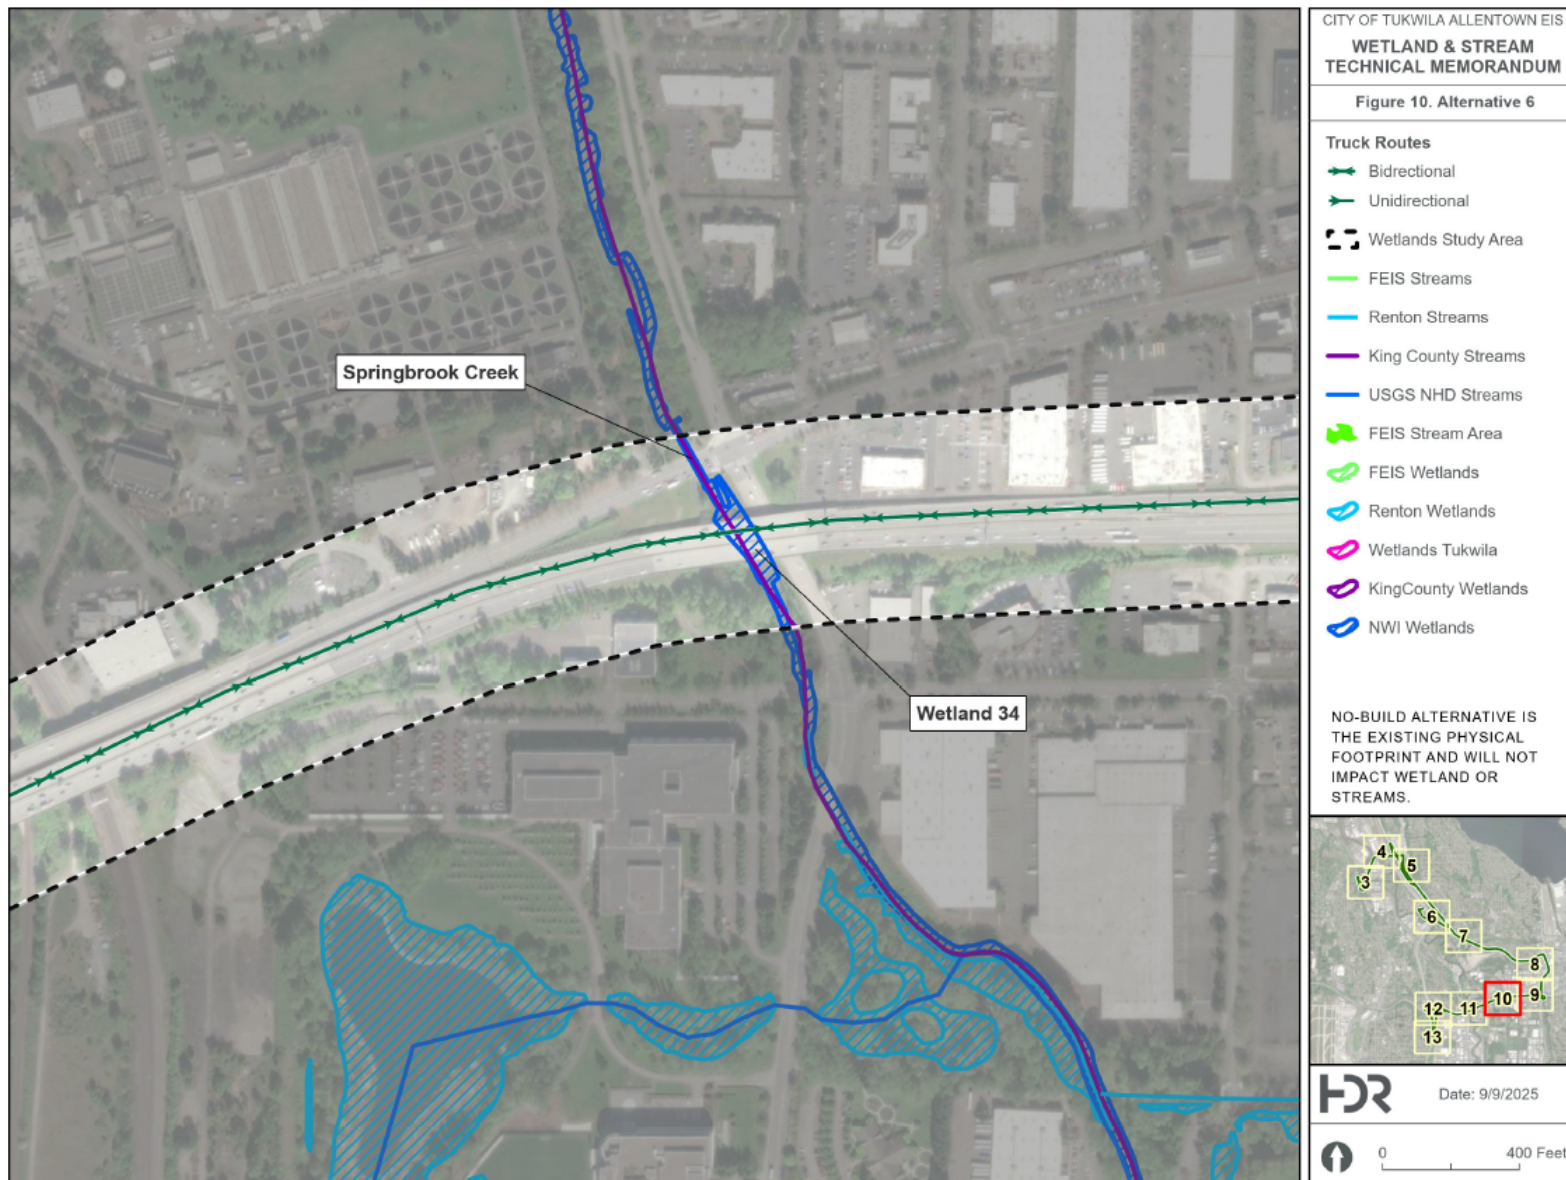 CITY OF TUKWILA ALLENTOWN EIS
WETLAND & STREAM
TECHNICAL MEMORANDUM
Figure 10. Alternative 6
Truck Routes
Bidrectional
Unidirectional
Wetlands Study Area
FEIS Streams
Renton Streams
King County Streams
USGS NHD Streams
FEIS Stream Area
FEIS Wetlands
Renton Wetlands
Wetlands Tukwila
KingCounty Wetlands
NWI Wetlands
NO-BUILD ALTERNATIVE IS
THE EXISTING PHYSICAL
FOOTPRINT AND WILL NOT
IMPACT WETLAND OR
STREAMS.
Springbrook Creek
Wetland 34
4
5
3
6
7
8
9
10
11
12
13
HDR
Date: 9/9/2025
0
400 Feet